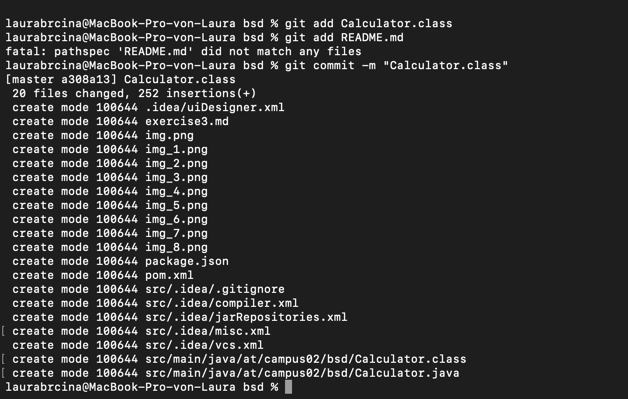 laurabrcina@MacBook-Pro-von-Laura bsd % git add Calculator.class
laurabrcina@MacBook-Pro-von-Laura bsd % git add README.md
fatal: pathspec 'README.md' did not match any files
laurabrcina@MacBook-Pro-von-Laura bsd % git commit -m "Calculator.class"
[master a308a13] Calculator.class
 20 files changed, 252 insertions(+)
 create mode 100644 .idea/uiDesigner.xml
 create mode 100644 exercise3.md
 create mode 100644 img.png
 create mode 100644 img_1.png
 create mode 100644 img_2.png
 create mode 100644 img_3.png
 create mode 100644 img_4.png
 create mode 100644 img_5.png
 create mode 100644 img_6.png
 create mode 100644 img_7.png
 create mode 100644 img_8.png
 create mode 100644 package.json
 create mode 100644 pom.xml
 create mode 100644 src/.idea/.gitignore
 create mode 100644 src/.idea/compiler.xml
 create mode 100644 src/.idea/jarRepositories.xml
[ create mode 100644 src/.idea/misc.xml
 create mode 100644 src/.idea/vcs.xml
[ create mode 100644 src/main/java/at/campus02/bsd/Calculator.class
[ create mode 100644 src/main/java/at/campus02/bsd/Calculator.java
laurabrcina@MacBook-Pro-von-Laura bsd %